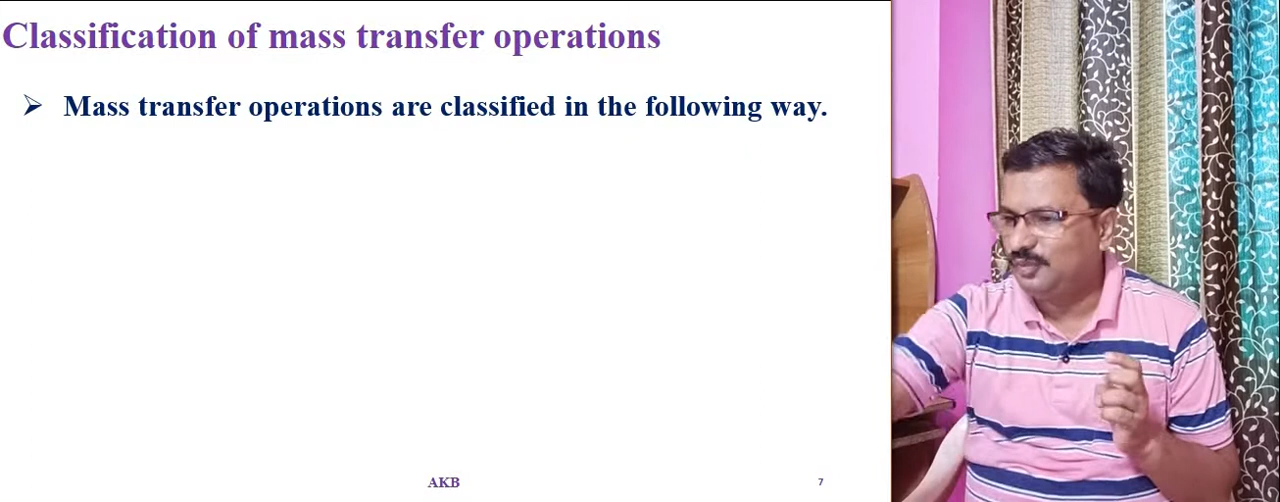 Classification of mass transfer operations
➢ Mass transfer operations are classified in the following way.
AKB
7